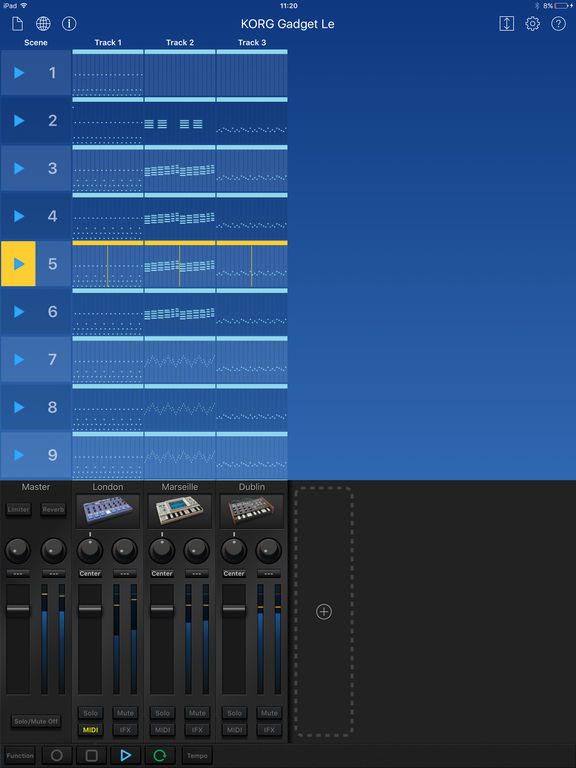 iPad 11:20 8%
KORG Gadget Le
Scene Track 1 Track 2 Track 3
1
2
3
4
5
6
7
8
9
Master London Marseille Dublin
Limiter Reverb
--- --- Center --- Center --- Center ---
Solo Mute Solo Mute Solo Mute
Solo/Mute Off
MIDI IFX MIDI IFX MIDI IFX
Function Tempo